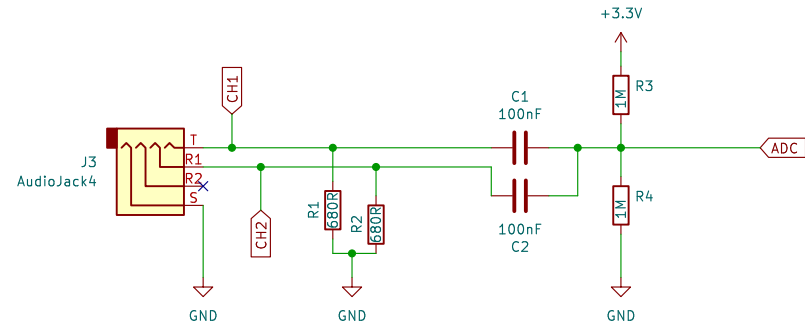 +3.3V
CH1
C1
100nF
R3
1M
J3
AudioJack4
T
R1
R2
S
ADC
R1
680R
R2
680R
R4
1M
CH2
100nF
C2
GND
GND
GND